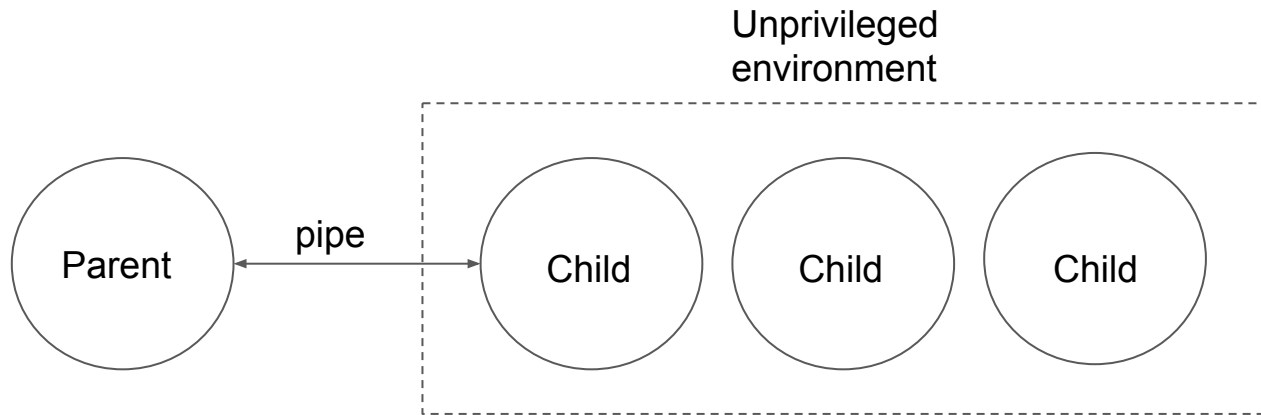 Unprivileged
environment
pipe
Parent
Child
Child
Child